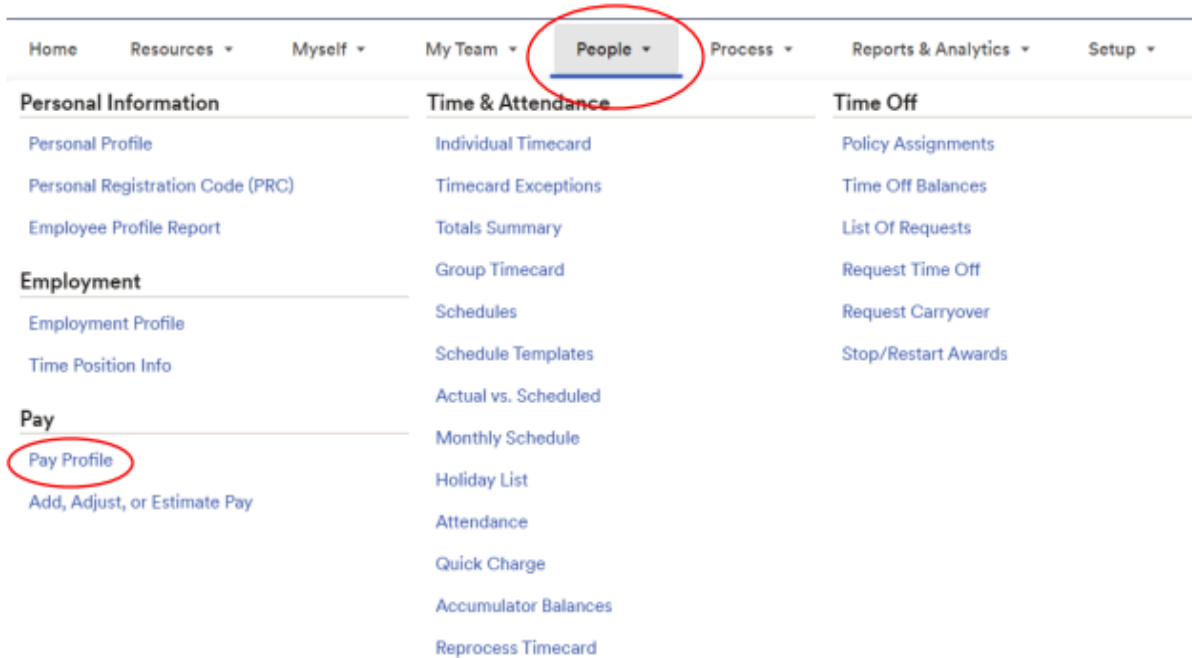 Home Resources Myself My Team People Process Reports & Analytics Setup
Personal Information
Personal Profile
Personal Registration Code (PRC)
Employee Profile Report
Employment
Employment Profile
Time Position Info
Pay
Pay Profile
Add, Adjust, or Estimate Pay
Time & Attendance
Individual Timecard
Timecard Exceptions
Totals Summary
Group Timecard
Schedules
Schedule Templates
Actual vs. Scheduled
Monthly Schedule
Holiday List
Attendance
Quick Charge
Accumulator Balances
Reprocess Timecard
Time Off
Policy Assignments
Time Off Balances
List Of Requests
Request Time Off
Request Carryover
Stop/Restart Awards